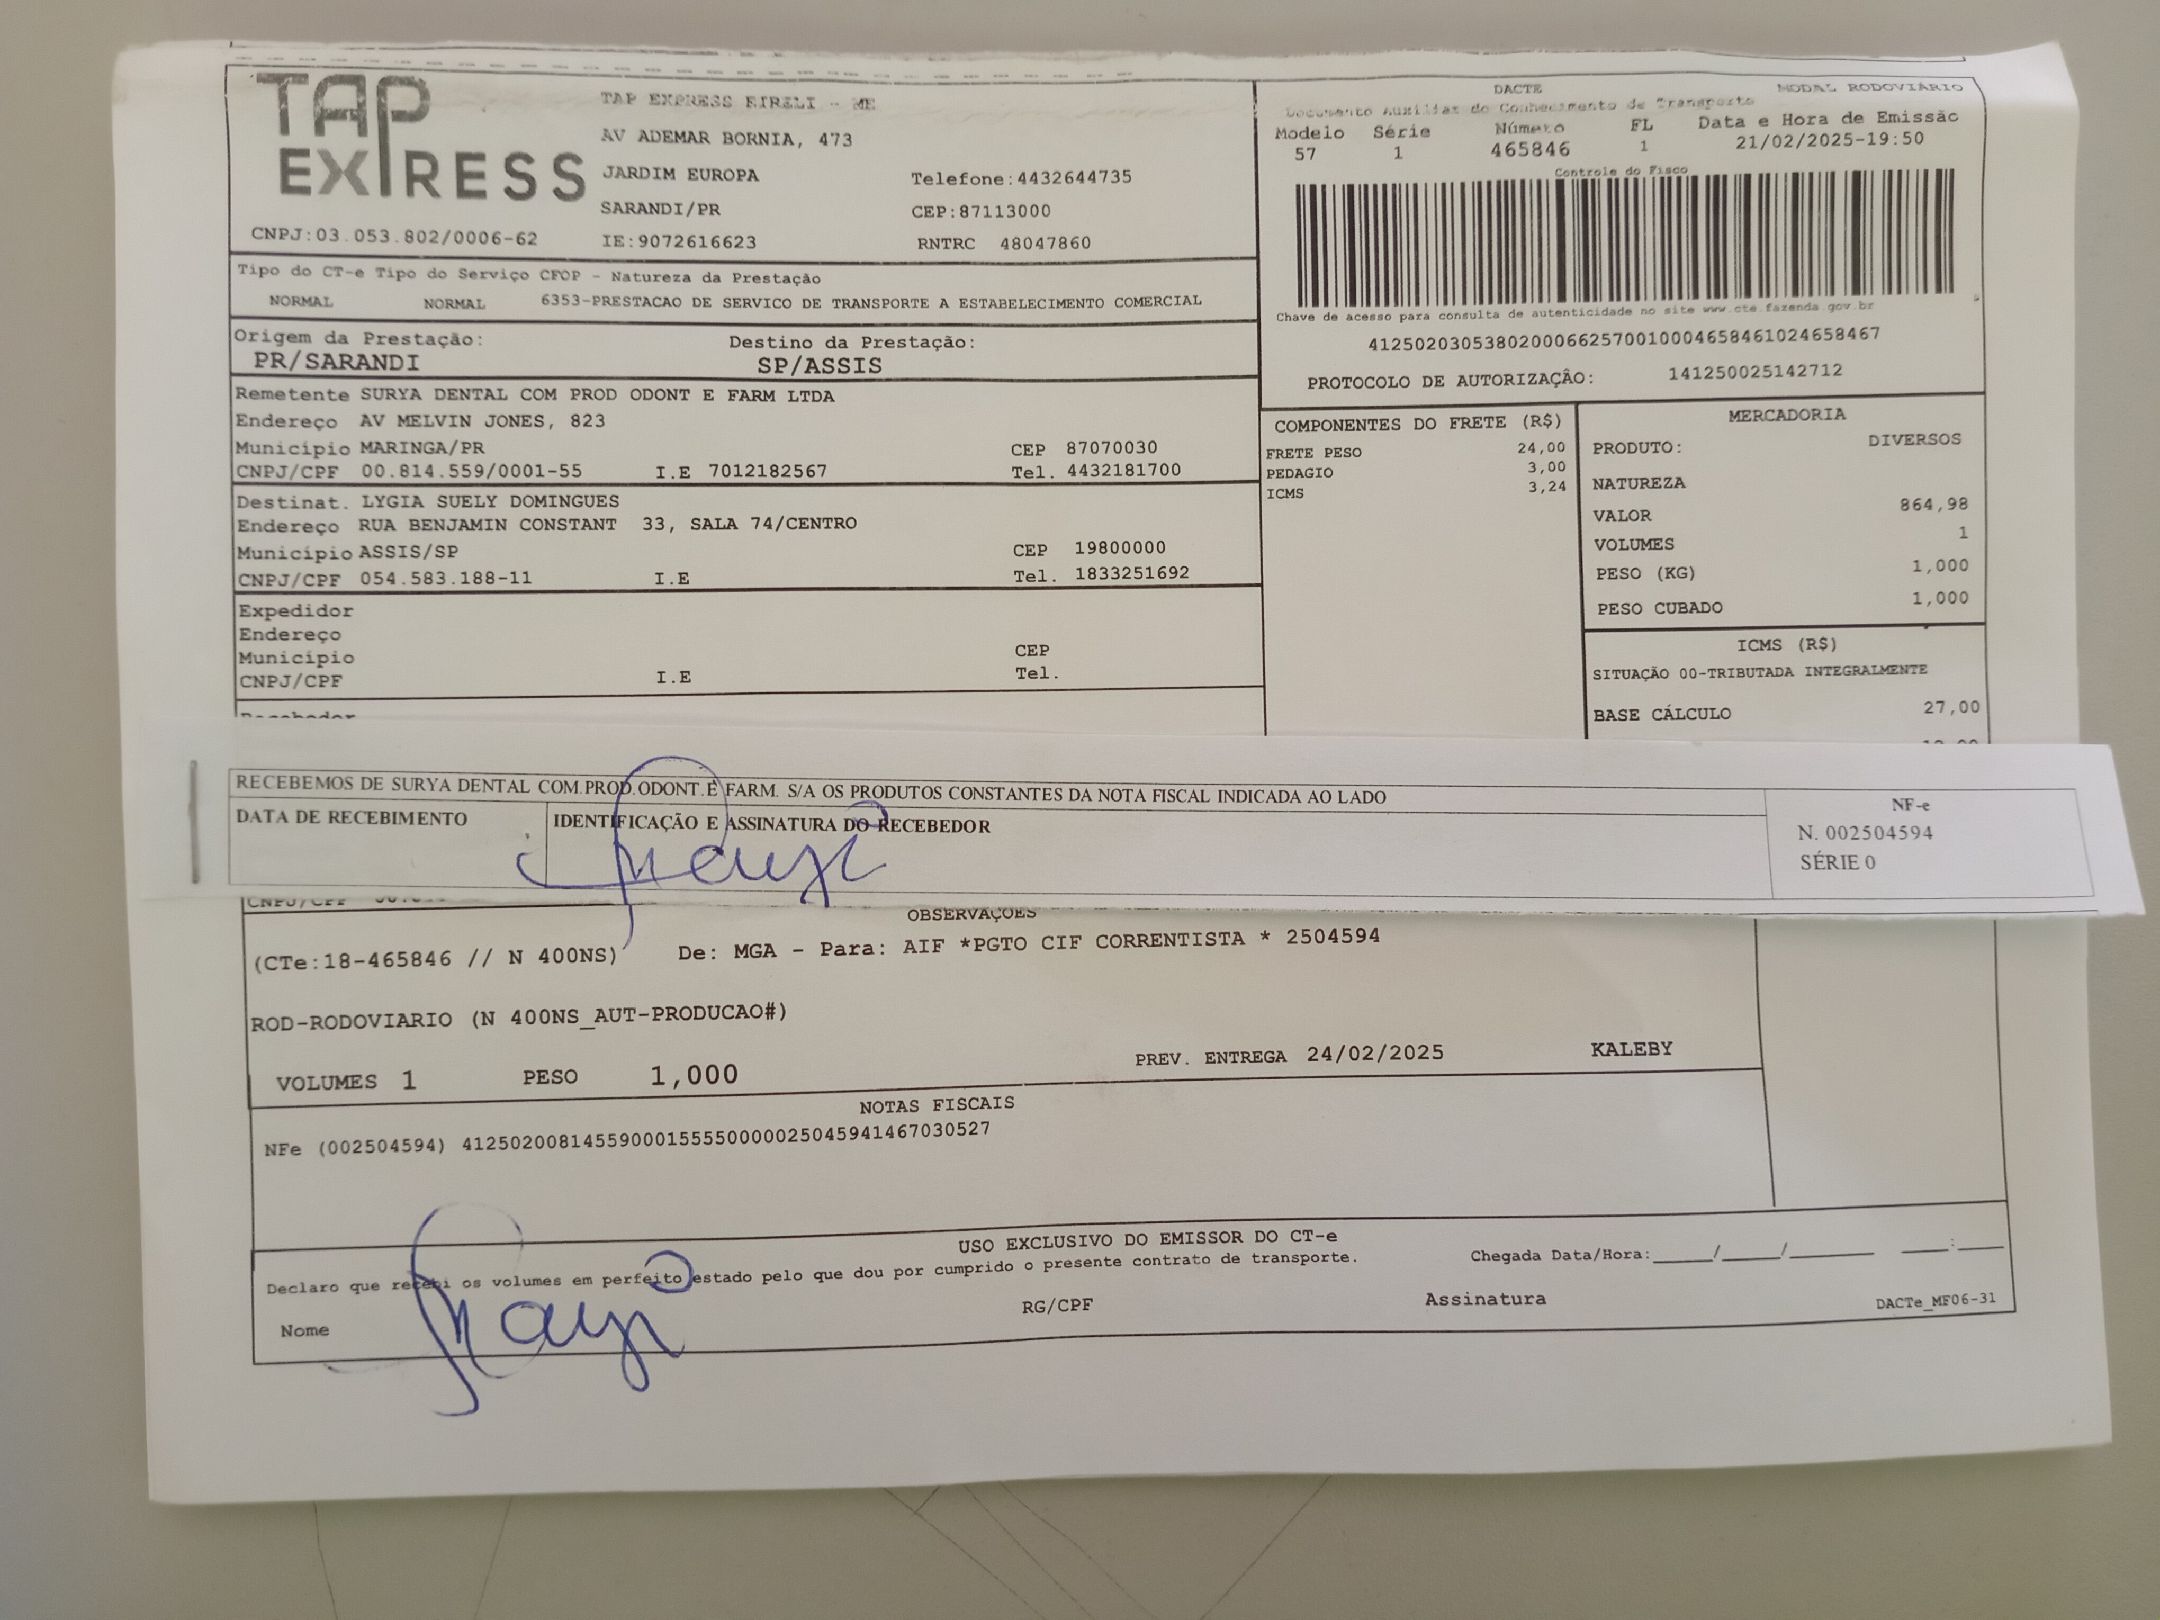 TAP EXPRESS
TAP EXPRESS EIRELI - ME
AV ADEMAR BORNIA, 473
JARDIM EUROPA Telefone:4432644735
SARANDI/PR CEP:87113000
CNPJ:03.053.802/0006-62 IE:9072616623 RNTRC 48047860
DACTE MODAL RODOVIÁRIO
Documento Auxiliar do Conhecimento de Transporte
Modelo Série Número FL Data e Hora de Emissão
57 1 465846 1 21/02/2025-19:50
Controle do Fisco
Chave de acesso para consulta de autenticidade no site www.cte.fazenda.gov.br
41250203053802000662570010004658461024658467
PROTOCOLO DE AUTORIZAÇÃO: 141250025142712
Tipo do CT-e Tipo do Serviço CFOP - Natureza da Prestação
NORMAL NORMAL 6353-PRESTACAO DE SERVICO DE TRANSPORTE A ESTABELECIMENTO COMERCIAL
Origem da Prestação: Destino da Prestação:
PR/SARANDI SP/ASSIS
Remetente SURYA DENTAL COM PROD ODONT E FARM LTDA
Endereço AV MELVIN JONES, 823
Município MARINGA/PR CEP 87070030
CNPJ/CPF 00.814.559/0001-55 I.E 7012182567 Tel. 4432181700
Destinat. LYGIA SUELY DOMINGUES
Endereço RUA BENJAMIN CONSTANT 33, SALA 74/CENTRO
Município ASSIS/SP CEP 19800000
CNPJ/CPF 054.583.188-11 I.E Tel. 1833251692
Expedidor
Endereço
Município CEP
CNPJ/CPF I.E Tel.
COMPONENTES DO FRETE (R$)
FRETE PESO 24,00
PEDAGIO 3,00
ICMS 3,24
MERCADORIA
PRODUTO: DIVERSOS
NATUREZA
VALOR 864,98
VOLUMES 1
PESO (KG) 1,000
PESO CUBADO 1,000
ICMS (R$)
SITUAÇÃO 00-TRIBUTADA INTEGRALMENTE
BASE CÁLCULO 27,00
RECEBEMOS DE SURYA DENTAL COM.PROD.ODONT.E FARM. S/A OS PRODUTOS CONSTANTES DA NOTA FISCAL INDICADA AO LADO
DATA DE RECEBIMENTO IDENTIFICAÇÃO E ASSINATURA DO RECEBEDOR
NF-e
N. 002504594
SÉRIE 0
CNPJ/CPF
OBSERVAÇÕES
(CTe:18-465846 // N 400NS) De: MGA - Para: AIF *PGTO CIF CORRENTISTA * 2504594
ROD-RODOVIARIO (N 400NS_AUT-PRODUCAO#)
VOLUMES 1 PESO 1,000 PREV. ENTREGA 24/02/2025 KALEBY
NOTAS FISCAIS
NFe (002504594) 41250200814559000155550000025045941467030527
USO EXCLUSIVO DO EMISSOR DO CT-e
Declaro que recebi os volumes em perfeito estado pelo que dou por cumprido o presente contrato de transporte. Chegada Data/Hora:____/____/______ ___:___
Nome RG/CPF Assinatura DACTe_MF06-31